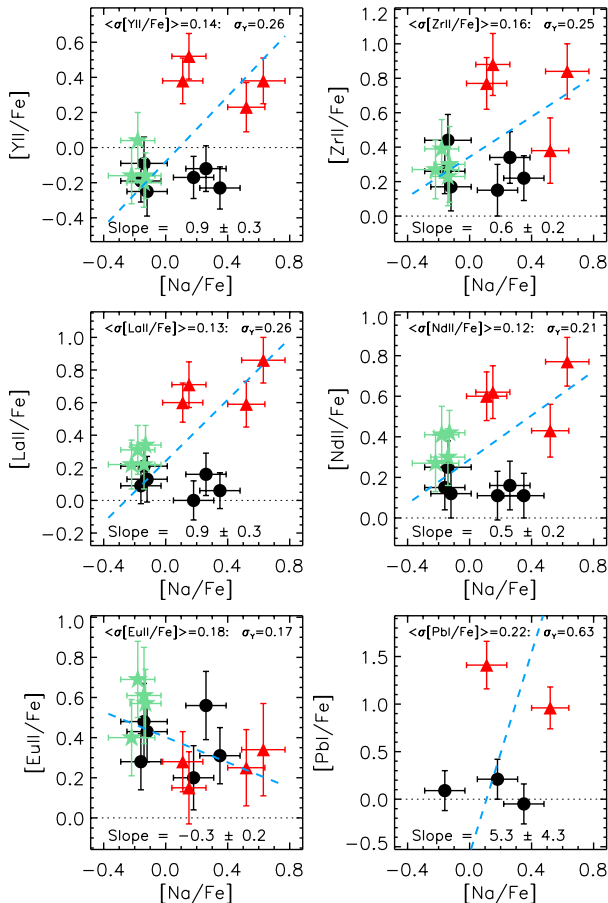 <σ[YII/Fe]>=0.14: σY=0.26
0.6
0.4
0.2
0.0
−0.2
−0.4
[YII/Fe]
Slope = 0.9 ± 0.3
−0.4 0.0 0.4 0.8
[Na/Fe]
<σ[ZrII/Fe]>=0.16: σY=0.25
1.0
0.8
0.6
0.4
0.2
0.0
[ZrII/Fe]
Slope = 0.6 ± 0.2
−0.4 0.0 0.4 0.8
[Na/Fe]
<σ[LaII/Fe]>=0.13: σY=0.26
1.0
0.8
0.6
0.4
0.2
0.0
−0.2
[LaII/Fe]
Slope = 0.9 ± 0.3
−0.4 0.0 0.4 0.8
[Na/Fe]
<σ[NdII/Fe]>=0.12: σY=0.21
1.0
0.8
0.6
0.4
0.2
0.0
[NdII/Fe]
Slope = 0.5 ± 0.2
−0.4 0.0 0.4 0.8
[Na/Fe]
<σ[EuII/Fe]>=0.18: σY=0.17
1.0
0.8
0.6
0.4
0.2
0.0
[EuII/Fe]
Slope = −0.3 ± 0.2
−0.4 0.0 0.4 0.8
[Na/Fe]
<σ[PbI/Fe]>=0.22: σY=0.63
1.5
1.0
0.5
0.0
−0.5
[PbI/Fe]
Slope = 5.3 ± 4.3
−0.4 0.0 0.4 0.8
[Na/Fe]